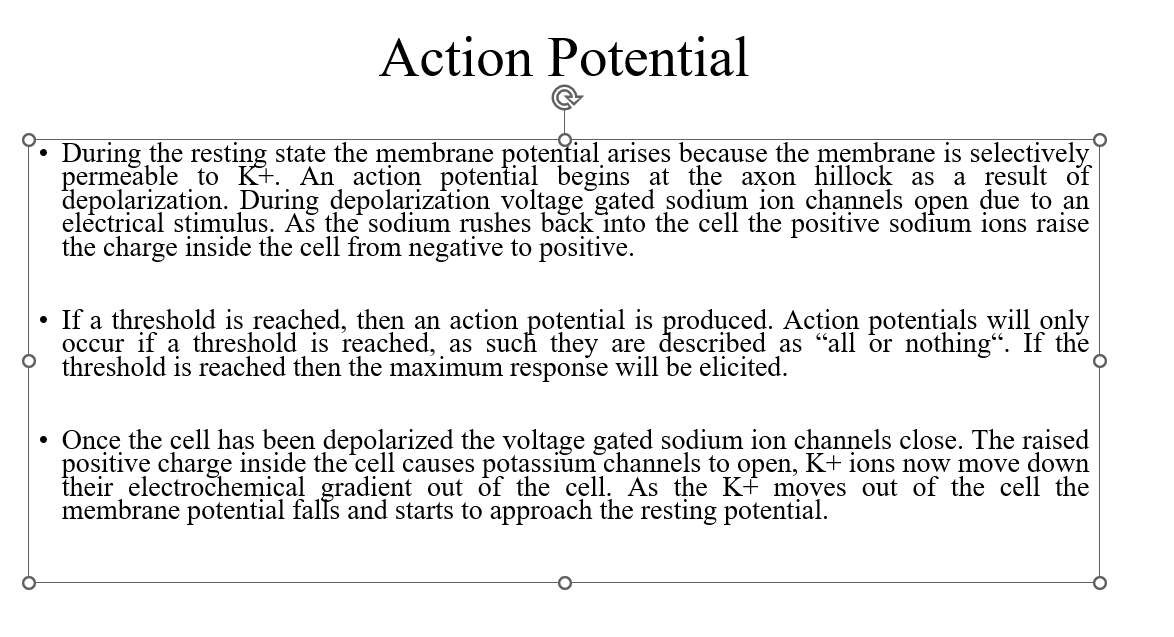 Action Potential
• During the resting state the membrane potential arises because the membrane is selectively
permeable to K+. An action potential begins at the axon hillock as a result of
depolarization. During depolarization voltage gated sodium ion channels open due to an
electrical stimulus. As the sodium rushes back into the cell the positive sodium ions raise
the charge inside the cell from negative to positive.
• If a threshold is reached, then an action potential is produced. Action potentials will only
occur if a threshold is reached, as such they are described as “all or nothing“. If the
threshold is reached then the maximum response will be elicited.
• Once the cell has been depolarized the voltage gated sodium ion channels close. The raised
positive charge inside the cell causes potassium channels to open, K+ ions now move down
their electrochemical gradient out of the cell. As the K+ moves out of the cell the
membrane potential falls and starts to approach the resting potential.